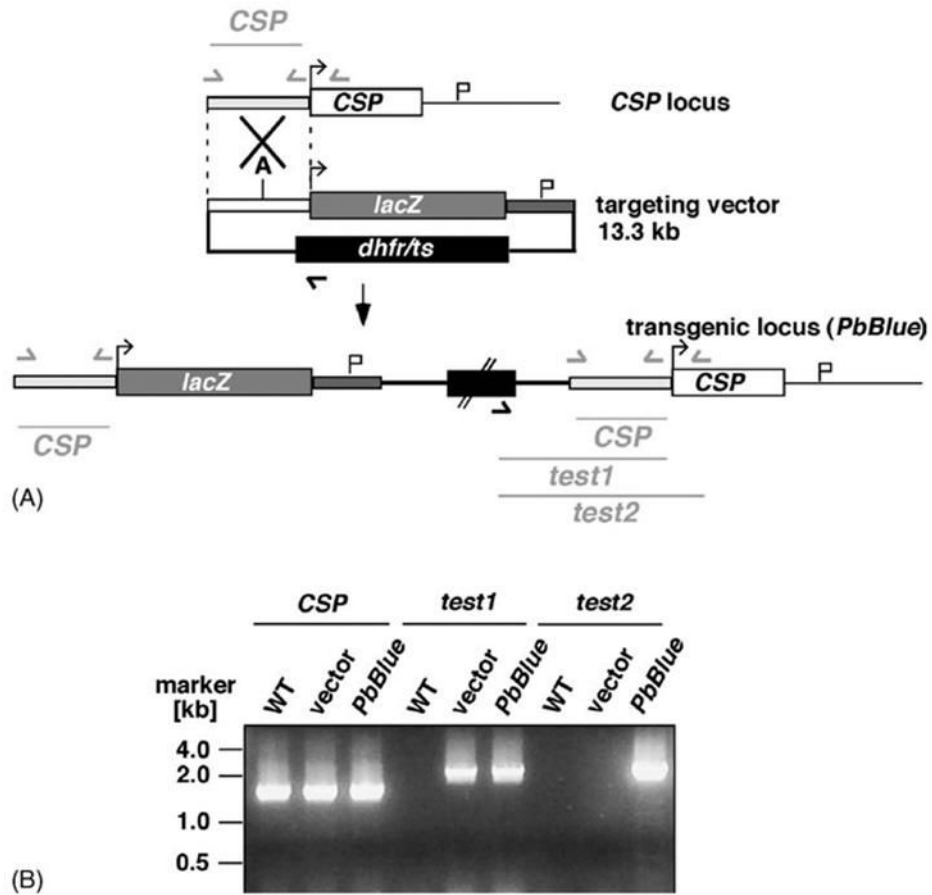 CSP
CSP
CSP locus
A
lacZ
targeting vector
13.3 kb
dhfr/ts
transgenic locus (PbBlue)
lacZ
CSP
CSP
CSP
test1
test2
(A)
CSP test1 test2
WT vector PbBlue WT vector PbBlue WT vector PbBlue
marker
[kb]
4.0
2.0
1.0
0.5
(B)